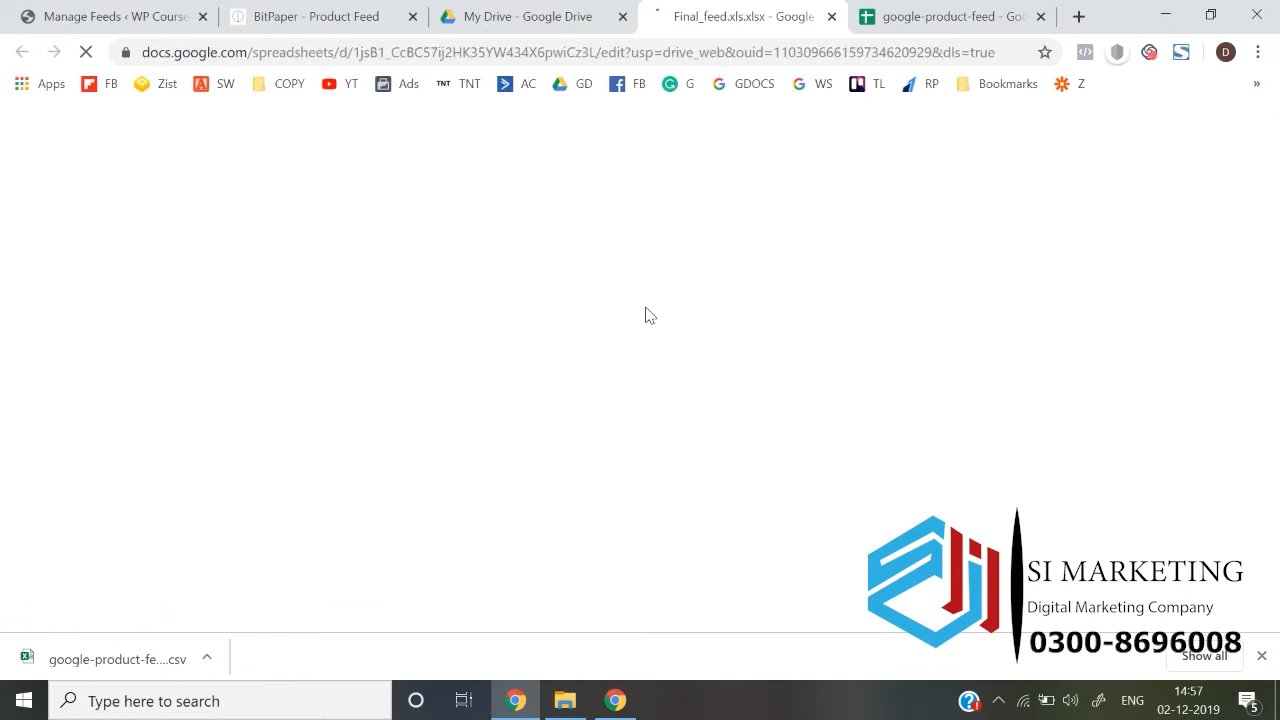 Manage Feeds ‹ WP Course
BitPaper - Product Feed
My Drive - Google Drive
Final_feed.xls.xlsx - Google
google-product-feed - Goo
docs.google.com/spreadsheets/d/1jsB1_CcBC57ij2HK35YW434X6pwiCz3L/edit?usp=drive_web&ouid=110309666159734620929&dls=true
D
Apps FB Zist SW COPY YT Ads TNT TNT AC GD FB G GDOCS WS TL RP Bookmarks Z »
SI MARKETING
Digital Marketing Company
0300-8696008
google-product-fe....csv
Show all
Type here to search
ENG
14:57
02-12-2019
5